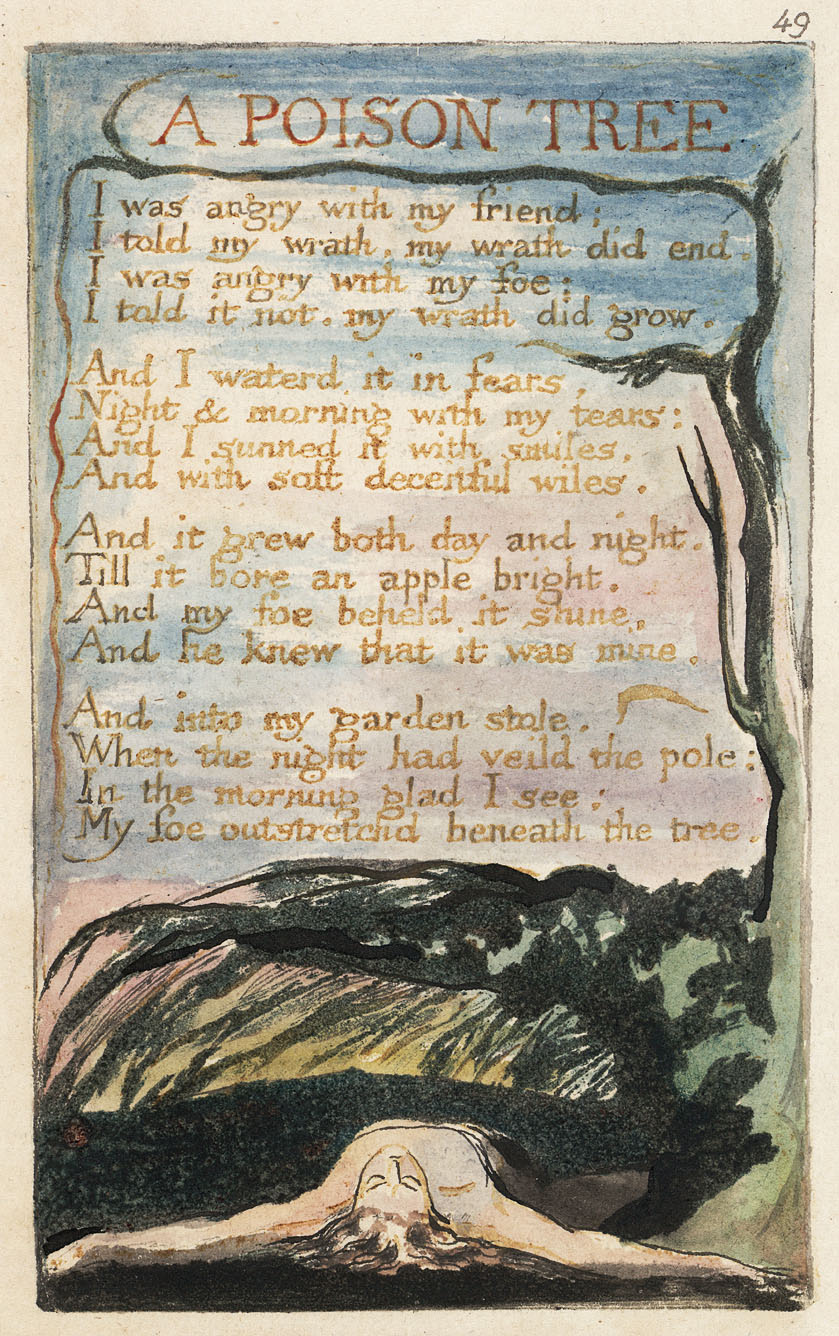 49
A POISON TREE
I was angry with my friend;
I told my wrath, my wrath did end.
I was angry with my foe:
I told it not, my wrath did grow.
And I waterd it in fears,
Night & morning with my tears:
And I sunned it with smiles,
And with soft deceitful wiles.
And it grew both day and night.
Till it bore an apple bright.
And my foe beheld it shine,
And he knew that it was mine.
And into my garden stole.
When the night had veild the pole;
In the morning glad I see;
My foe outstretchd beneath the tree.